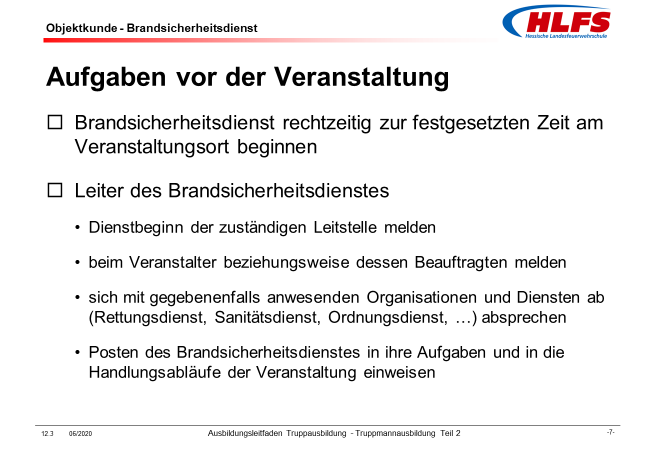 Objektkunde - Brandsicherheitsdienst
HLFS
Hessische Landesfeuerwehrschule
Aufgaben vor der Veranstaltung
Brandsicherheitsdienst rechtzeitig zur festgesetzten Zeit am
Veranstaltungsort beginnen
Leiter des Brandsicherheitsdienstes
• Dienstbeginn der zuständigen Leitstelle melden
• beim Veranstalter beziehungsweise dessen Beauftragten melden
• sich mit gegebenenfalls anwesenden Organisationen und Diensten ab
(Rettungsdienst, Sanitätsdienst, Ordnungsdienst, …) absprechen
• Posten des Brandsicherheitsdienstes in ihre Aufgaben und in die
Handlungsabläufe der Veranstaltung einweisen
12.3 06/2020 Ausbildungsleitfaden Truppausbildung - Truppmannausbildung Teil 2 -7-